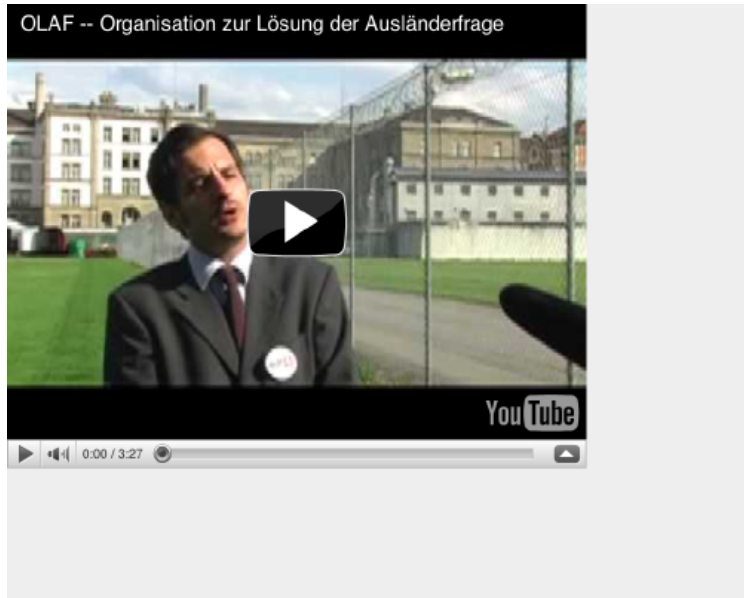 OLAF -- Organisation zur Lösung der Ausländerfrage
YouTube
0:00 / 3:27